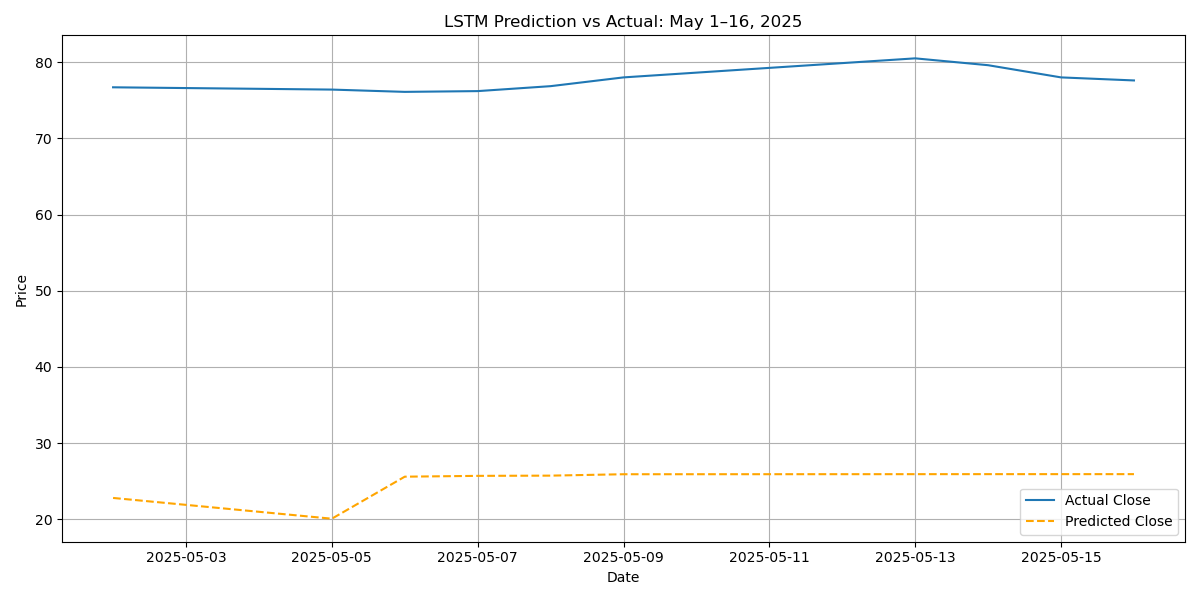 LSTM Prediction vs Actual: May 1–16, 2025
Price
80
70
60
50
40
30
20
Actual Close
Predicted Close
2025-05-03
2025-05-05
2025-05-07
2025-05-09
2025-05-11
2025-05-13
2025-05-15
Date